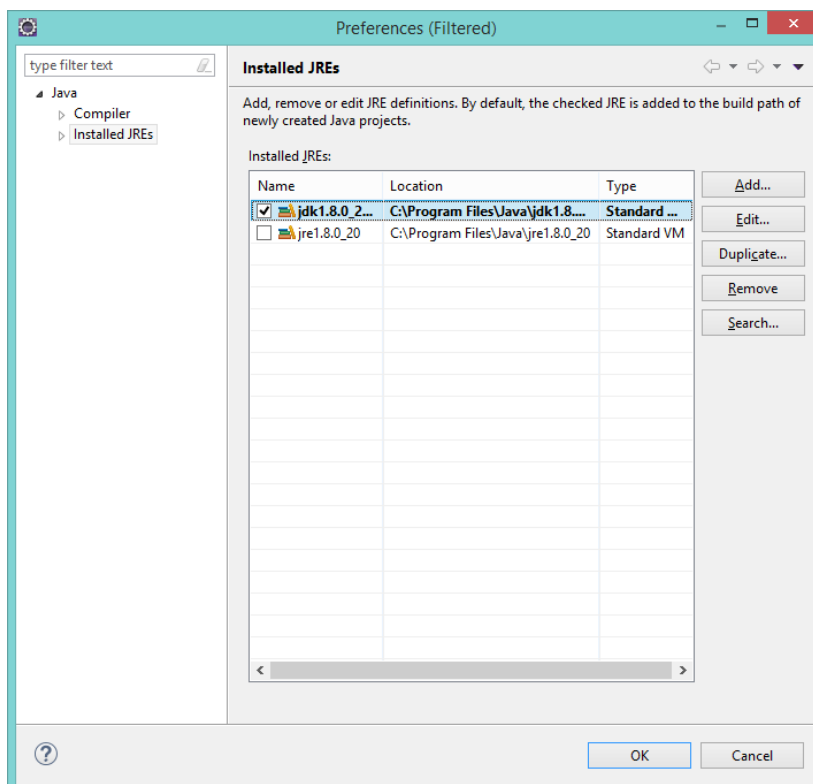 Preferences (Filtered)
type filter text
Java
Compiler
Installed JREs
Installed JREs
Add, remove or edit JRE definitions. By default, the checked JRE is added to the build path of
newly created Java projects.
Installed JREs:
Name Location Type
jdk1.8.0_2... C:\Program Files\Java\jdk1.8.... Standard ...
jre1.8.0_20 C:\Program Files\Java\jre1.8.0_20 Standard VM
Add...
Edit...
Duplicate...
Remove
Search...
OK Cancel